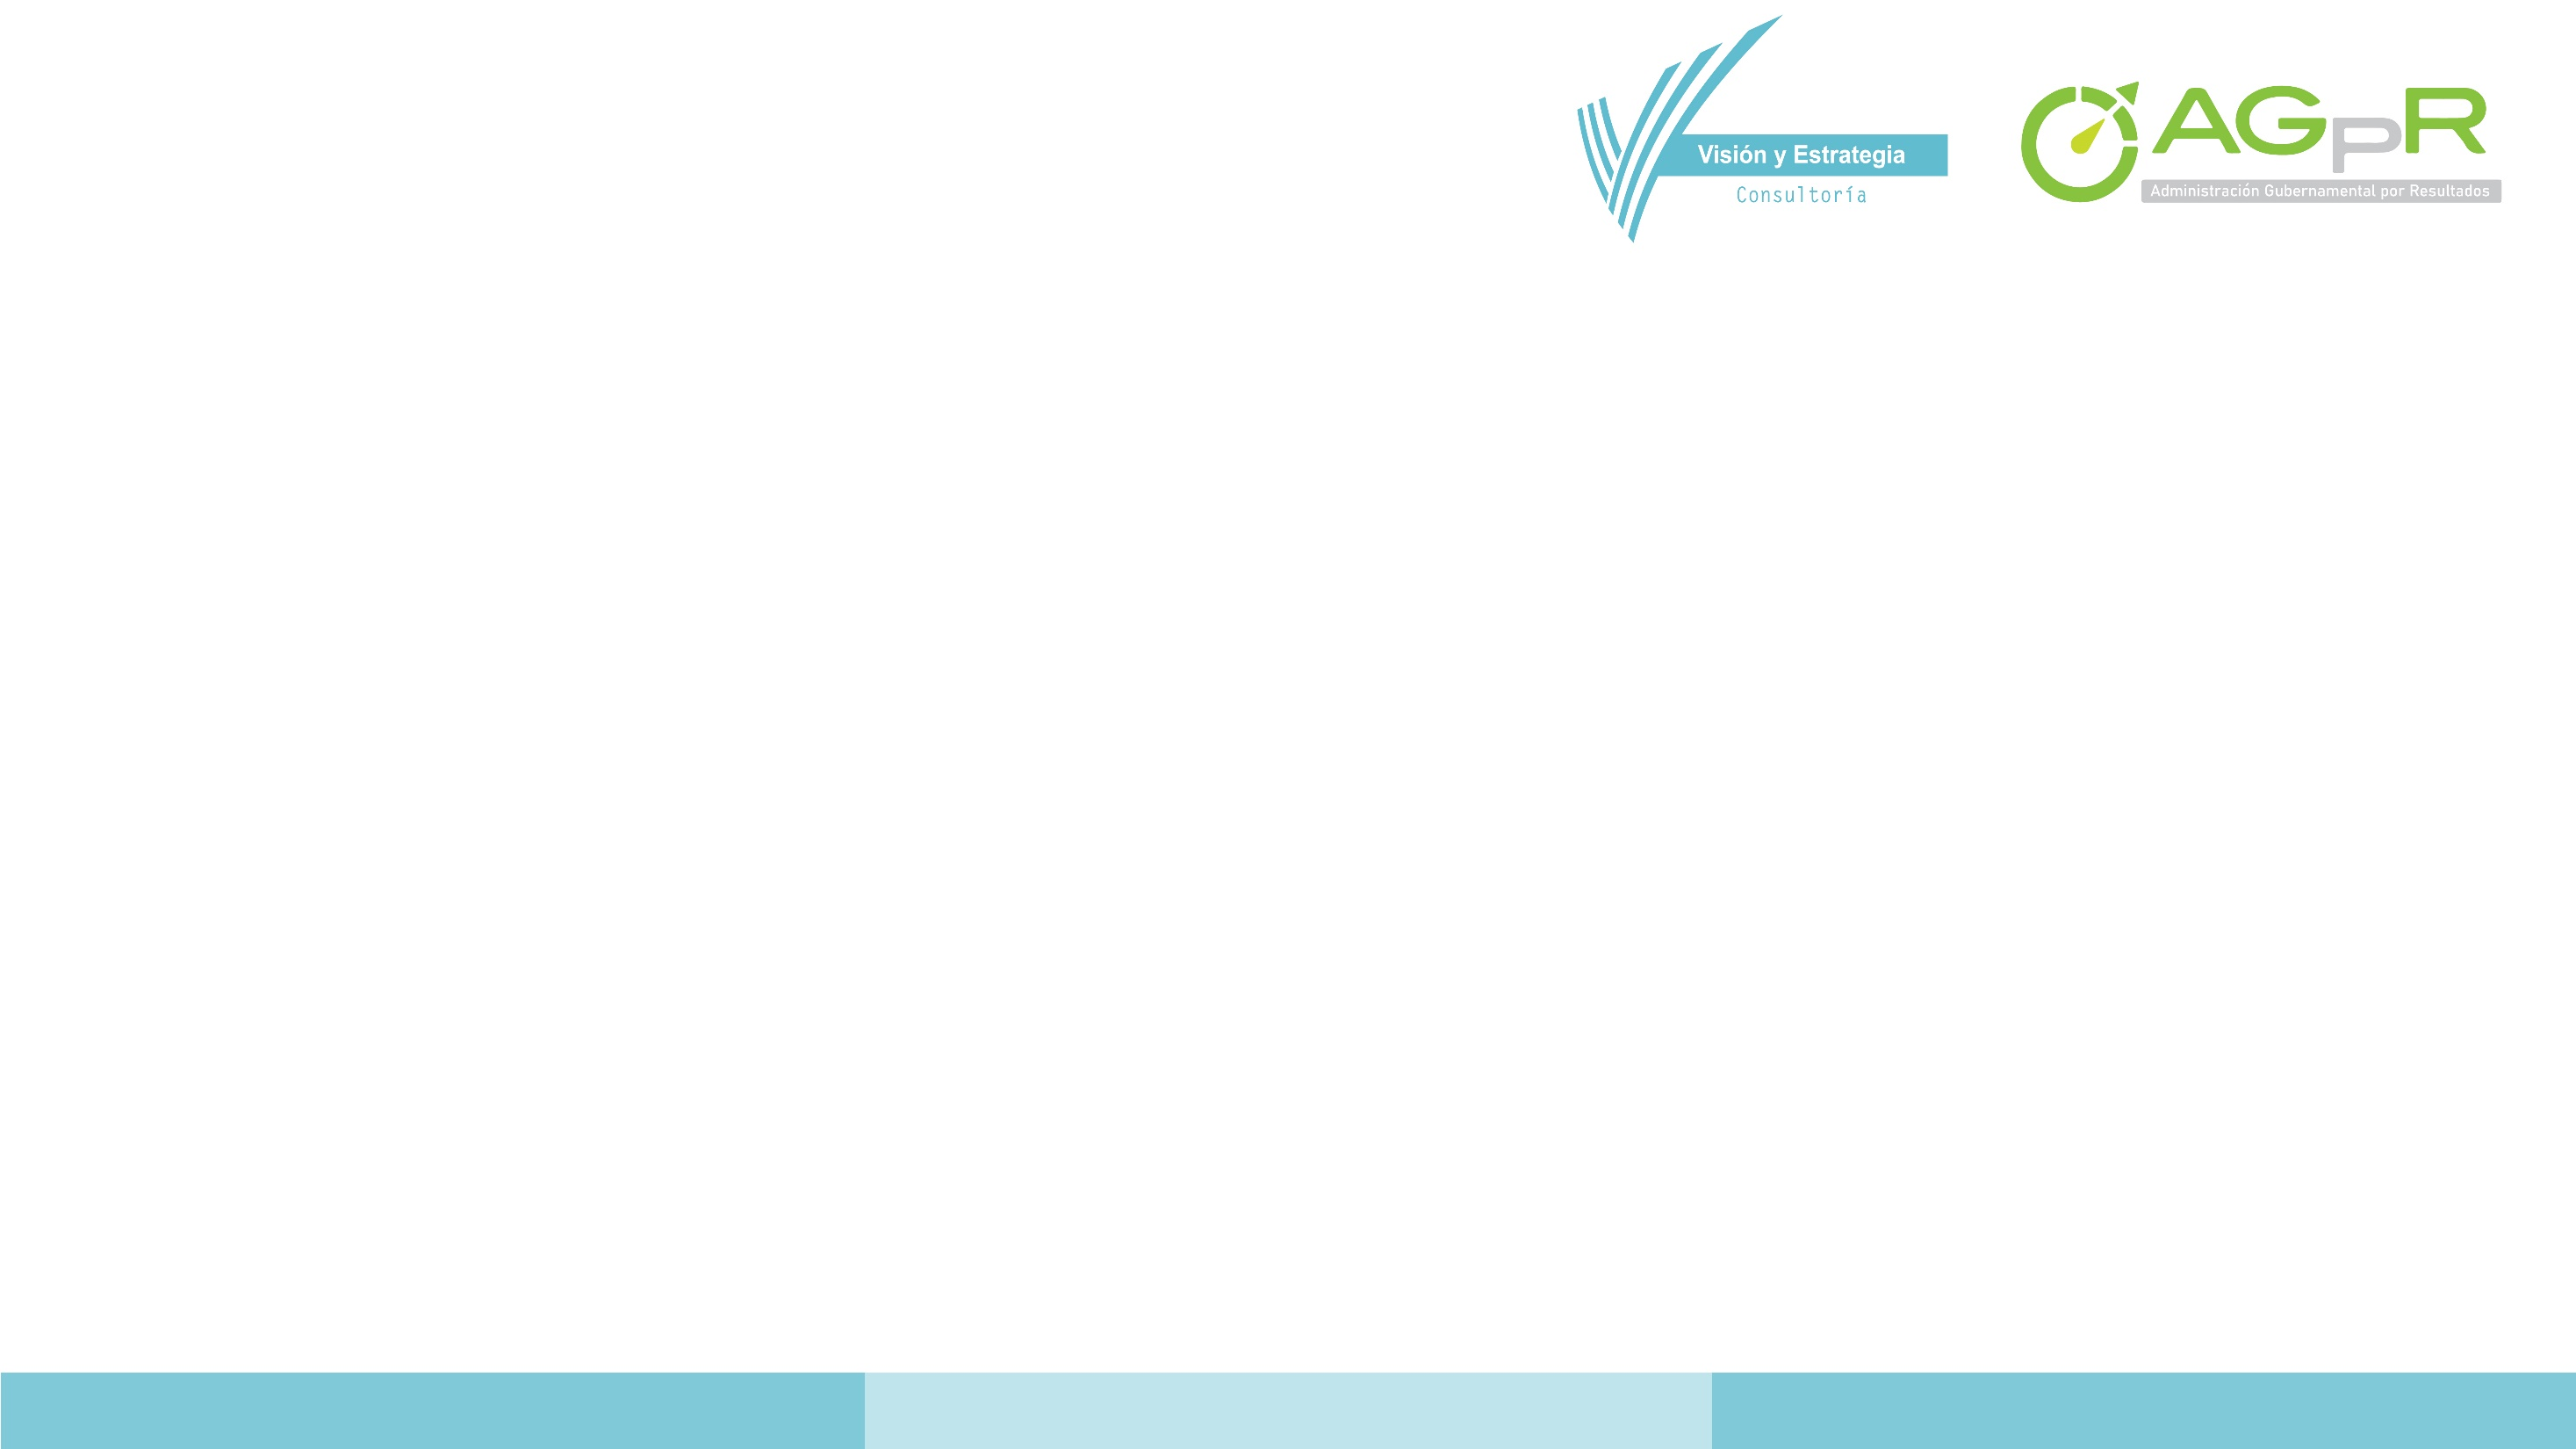 Visión y Estrategia
Consultoría
AGpR
Administración Gubernamental por Resultados